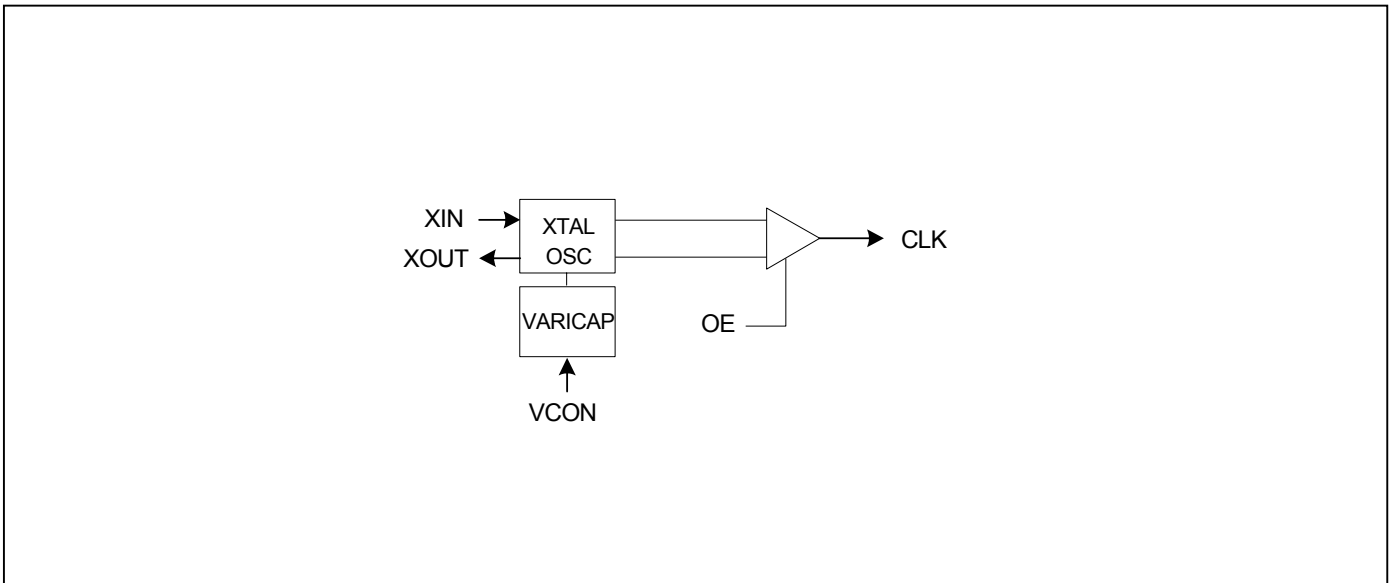 XIN
XTAL
OSC
CLK
XOUT
VARICAP
OE
VCON